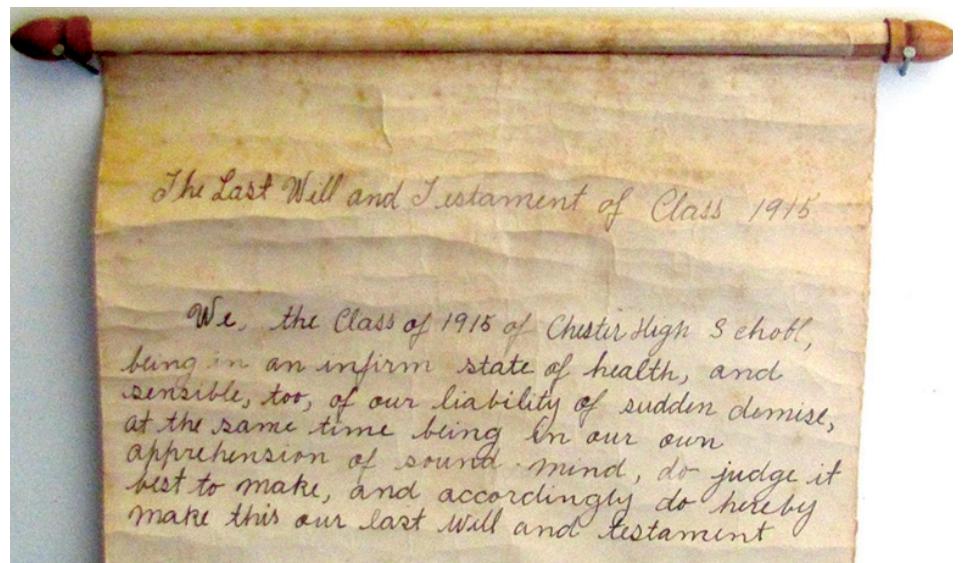 The Last Will and Testament of Class 1915
We, the Class of 1915 of Chester High School,
being in an infirm state of health, and
sensible, too, of our liability of sudden demise,
at the same time being in our own
apprehension of sound mind, do judge it
best to make, and accordingly do hereby
make this our last Will and testament